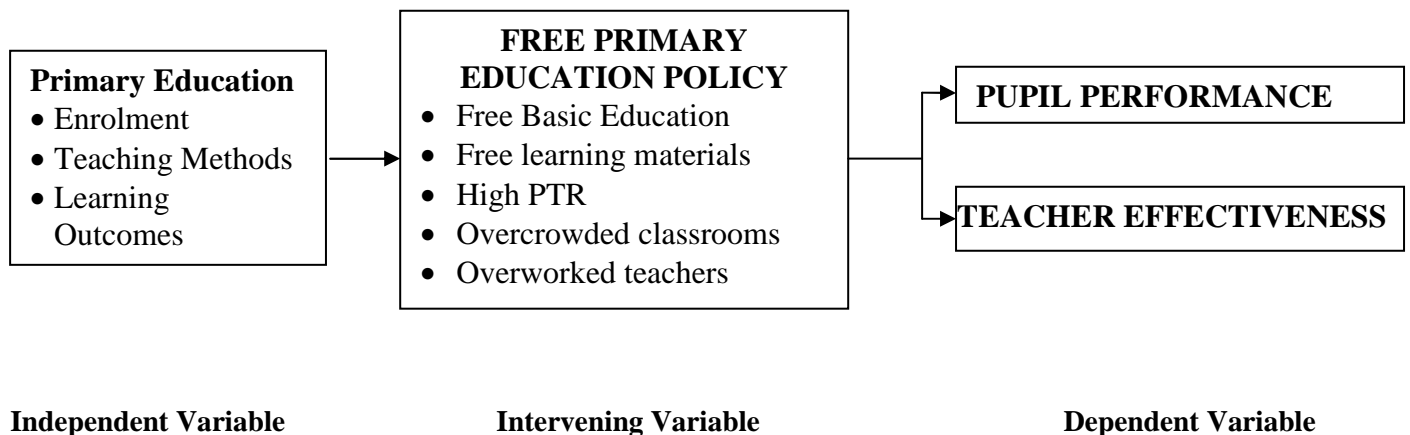 Primary Education
• Enrolment
• Teaching Methods
• Learning
Outcomes
FREE PRIMARY
EDUCATION POLICY
• Free Basic Education
• Free learning materials
• High PTR
• Overcrowded classrooms
• Overworked teachers
PUPIL PERFORMANCE
TEACHER EFFECTIVENESS
Independent Variable
Intervening Variable
Dependent Variable